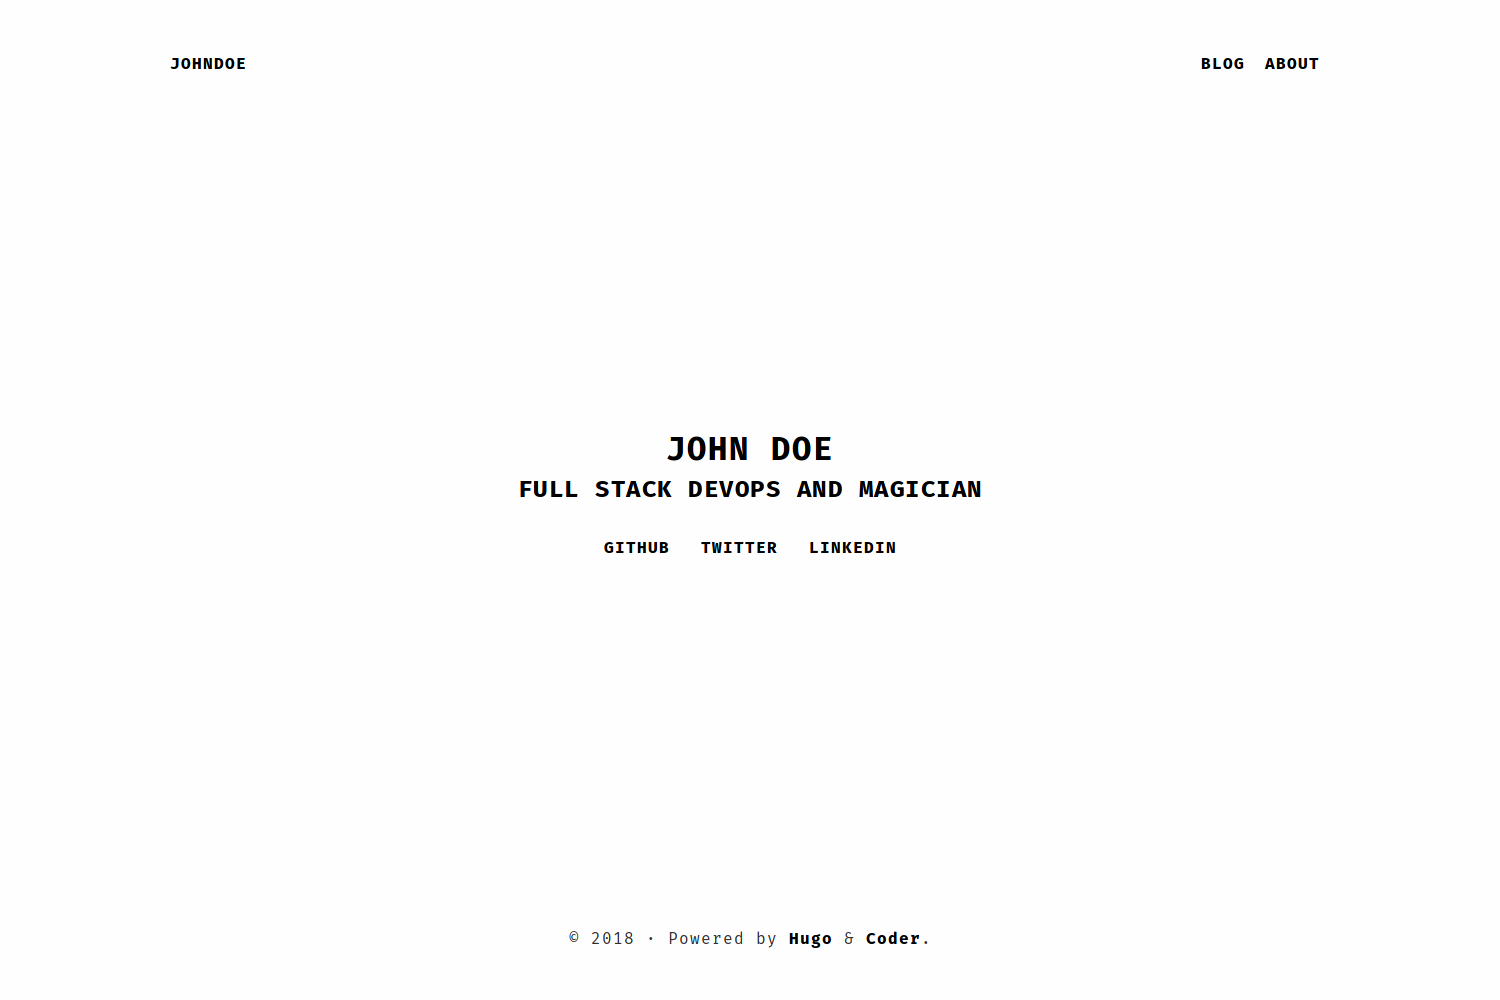 JOHNDOE BLOG ABOUT
JOHN DOE
FULL STACK DEVOPS AND MAGICIAN
GITHUB TWITTER LINKEDIN
© 2018 · Powered by Hugo & Coder.